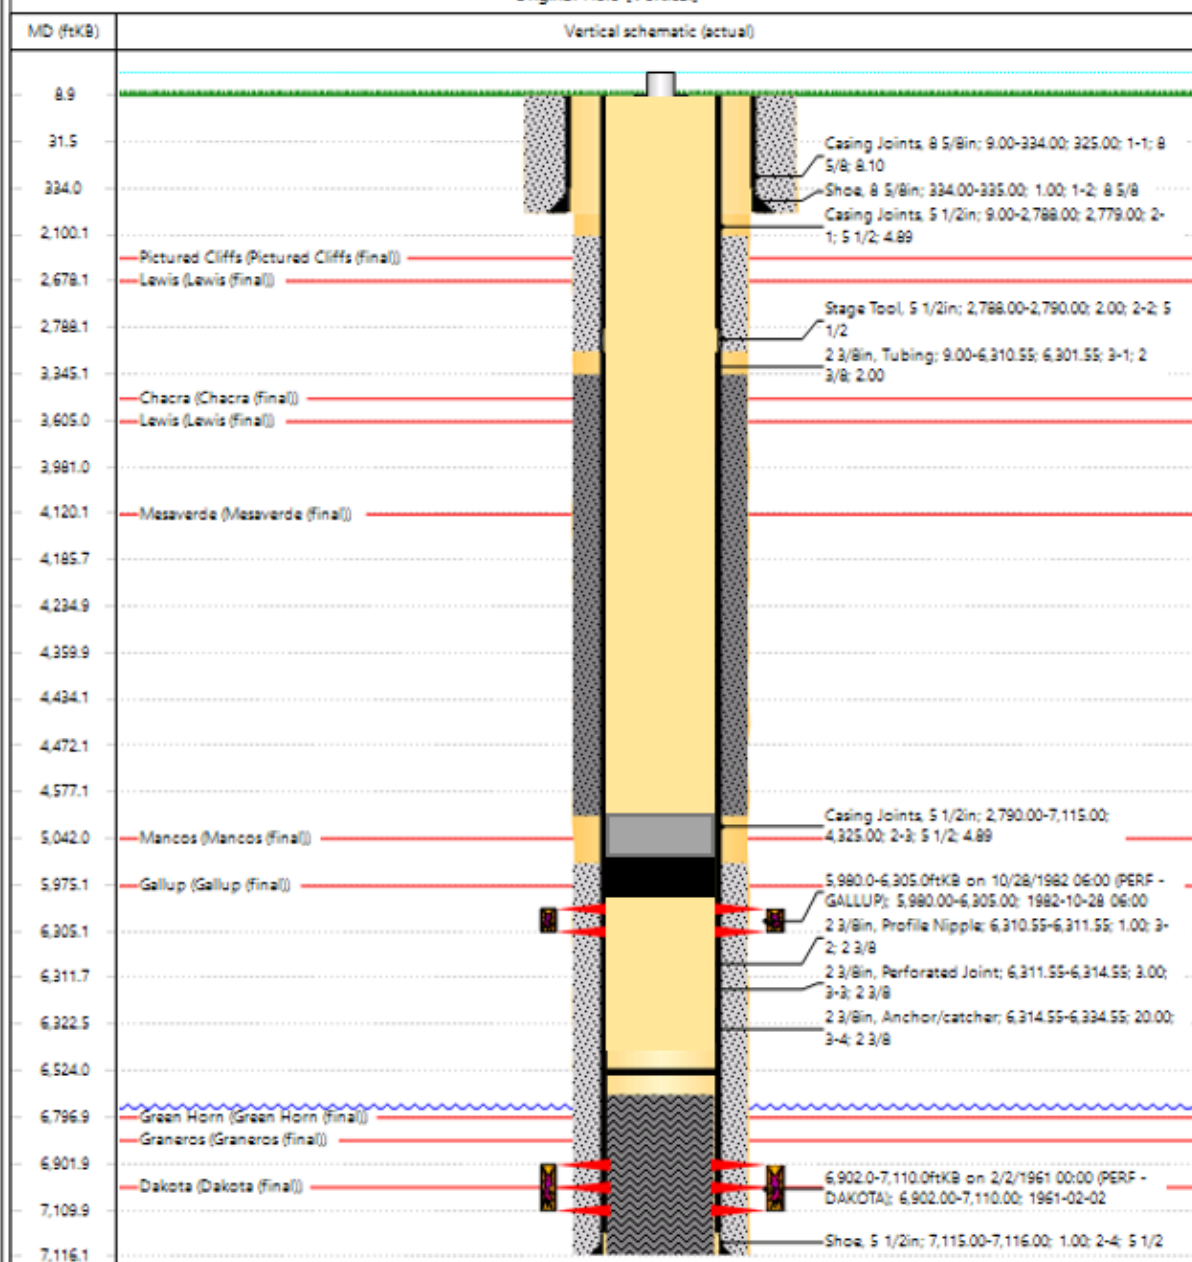 MD (ftKB)
Vertical schematic (actual)
8.9
31.5
Casing Joints, 8 5/8in; 9.00-334.00; 325.00; 1-1; 8
5/8; 8.10
334.0
Shoe, 8 5/8in; 334.00-335.00; 1.00; 1-2; 8 5/8
Casing Joints, 5 1/2in; 9.00-2,788.00; 2,779.00; 2-
1; 5 1/2; 4.89
2,100.1
Pictured Cliffs (Pictured Cliffs (final))
2,678.1
Lewis (Lewis (final))
Stage Tool, 5 1/2in; 2,788.00-2,790.00; 2.00; 2-2; 5
1/2
2,788.1
2 3/8in, Tubing; 9.00-6,310.55; 6,301.55; 3-1; 2
3/8; 2.00
3,345.1
Chacra (Chacra (final))
3,605.0
Lewis (Lewis (final))
3,981.0
4,120.1
Mesaverde (Mesaverde (final))
4,185.7
4,234.9
4,359.9
4,434.1
4,472.1
4,577.1
Casing Joints, 5 1/2in; 2,790.00-7,115.00;
4,325.00; 2-3; 5 1/2; 4.89
5,042.0
Mancos (Mancos (final))
5,975.1
Gallup (Gallup (final))
5,980.0-6,305.0ftKB on 10/28/1982 06:00 (PERF -
GALLUP); 5,980.00-6,305.00; 1982-10-28 06:00
6,305.1
2 3/8in, Profile Nipple; 6,310.55-6,311.55; 1.00; 3-
2; 2 3/8
6,311.7
2 3/8in, Perforated Joint; 6,311.55-6,314.55; 3.00;
3-3; 2 3/8
6,322.5
2 3/8in, Anchor/catcher; 6,314.55-6,334.55; 20.00;
3-4; 2 3/8
6,524.0
6,796.9
Green Horn (Green Horn (final))
Graneros (Graneros (final))
6,901.9
Dakota (Dakota (final))
6,902.0-7,110.0ftKB on 2/2/1961 00:00 (PERF -
DAKOTA); 6,902.00-7,110.00; 1961-02-02
7,109.9
Shoe, 5 1/2in; 7,115.00-7,116.00; 1.00; 2-4; 5 1/2
7,116.1